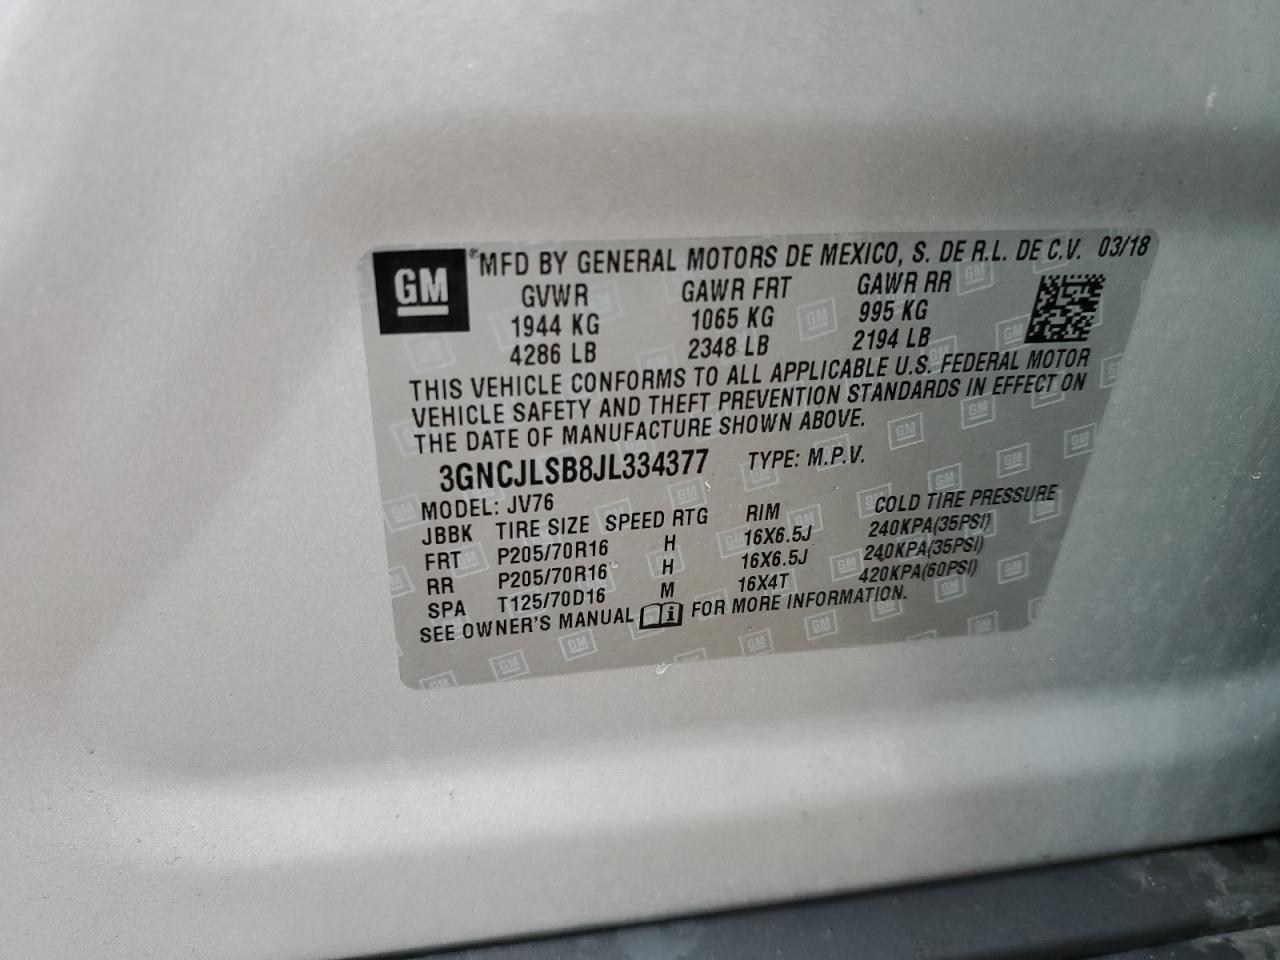 GM
MFD BY GENERAL MOTORS DE MEXICO, S. DE R.L. DE C.V. 03/18
GVWR GAWR FRT GAWR RR
1944 KG 1065 KG 995 KG
4286 LB 2348 LB 2194 LB
THIS VEHICLE CONFORMS TO ALL APPLICABLE U.S. FEDERAL MOTOR
VEHICLE SAFETY AND THEFT PREVENTION STANDARDS IN EFFECT ON
THE DATE OF MANUFACTURE SHOWN ABOVE.
3GNCJLSB8JL334377 TYPE: M.P.V.
MODEL: JV76
JBBK TIRE SIZE SPEED RTG RIM COLD TIRE PRESSURE
FRT P205/70R16 H 16X6.5J 240KPA(35PSI)
RR P205/70R16 H 16X6.5J 240KPA(35PSI)
SPA T125/70D16 M 16X4T 420KPA(60PSI)
SEE OWNER'S MANUAL FOR MORE INFORMATION.